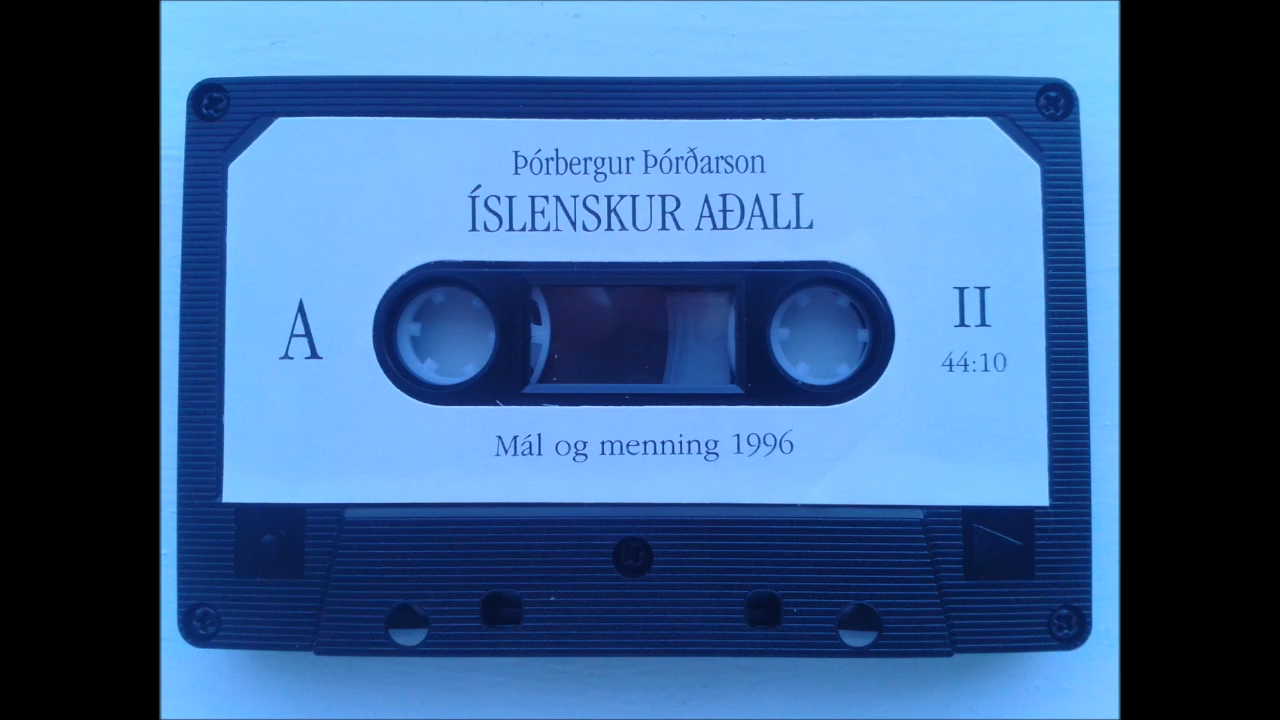 Þórbergur Þórðarson
ÍSLENSKUR AÐALL
A
II
44:10
Mál og menning 1996